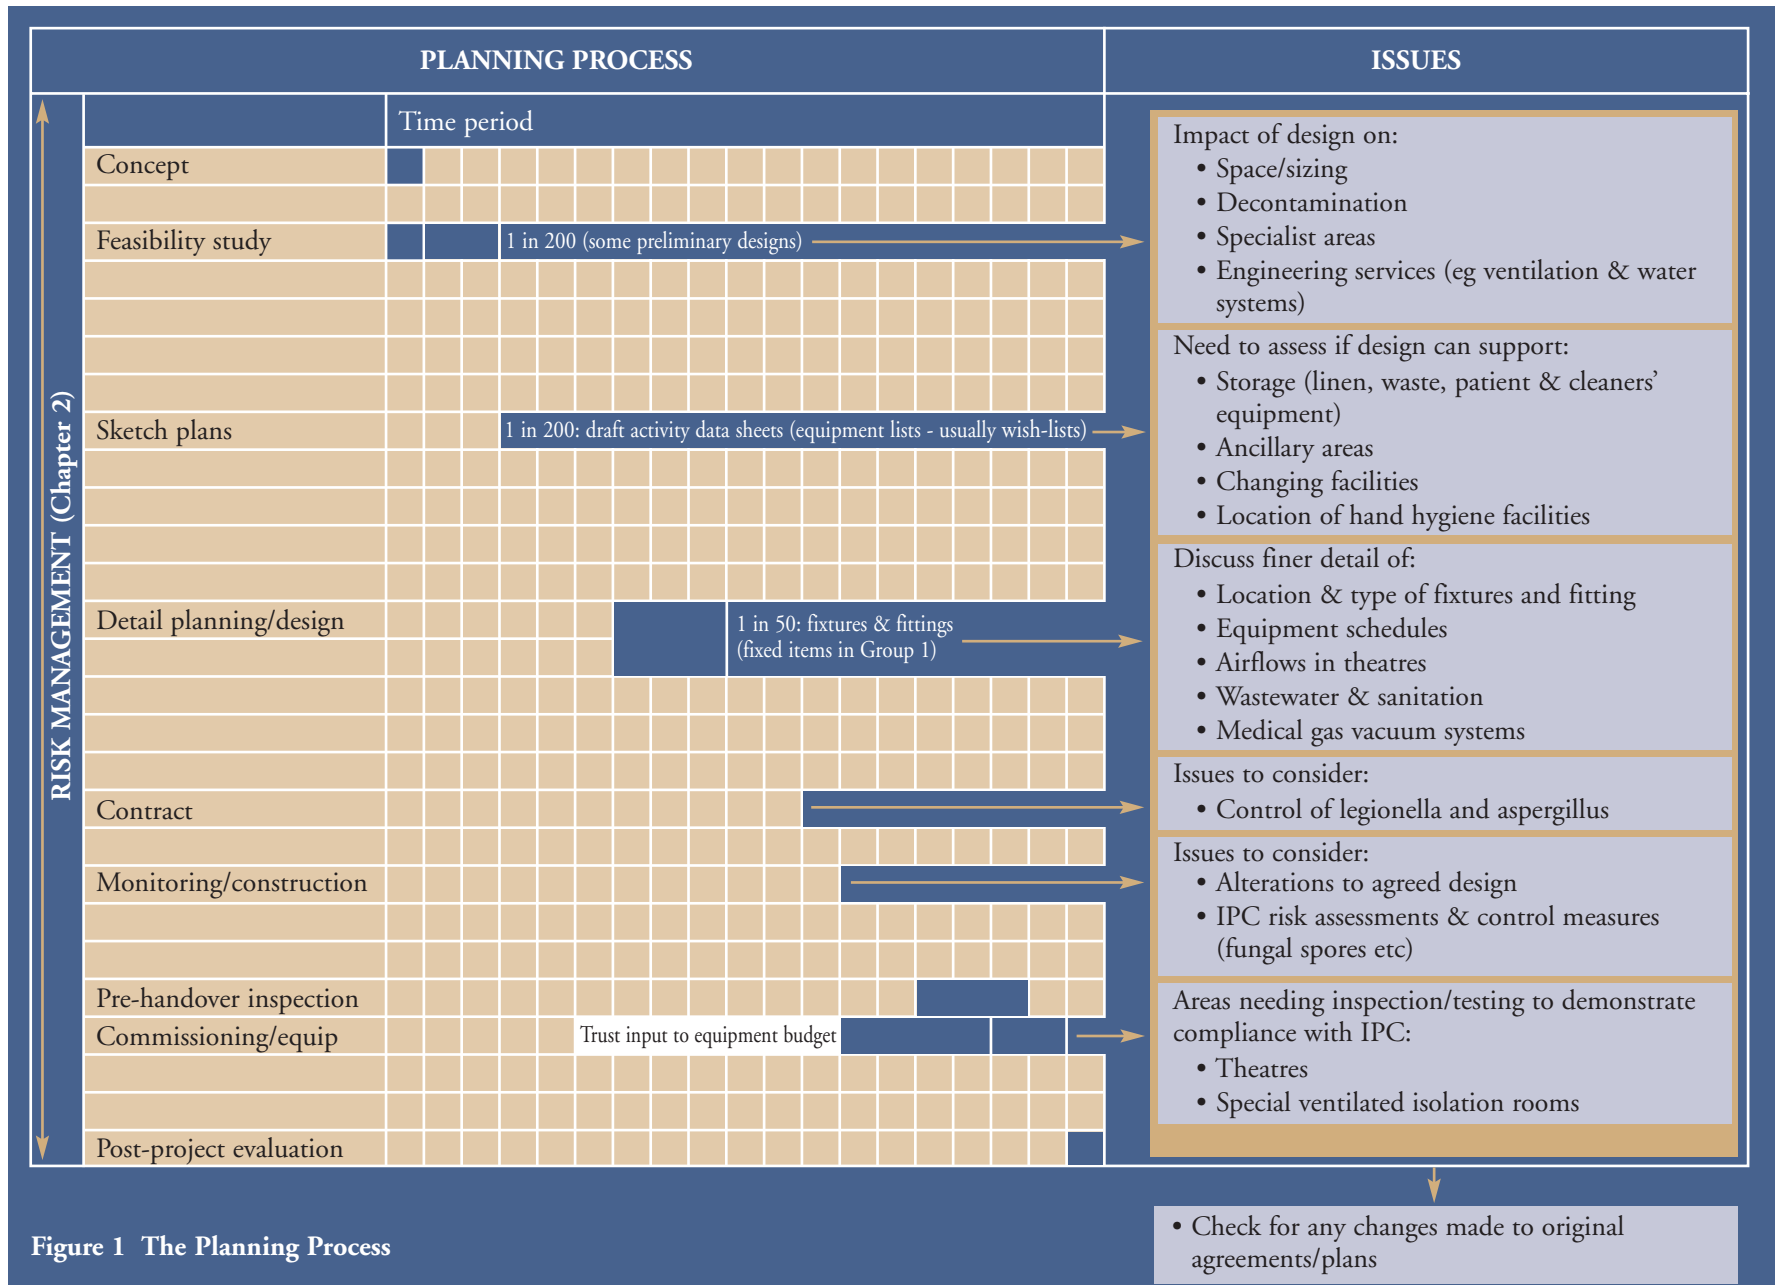 PLANNING PROCESS
ISSUES
RISK MANAGEMENT (Chapter 2)
Time period
Concept
Feasibility study
1 in 200 (some preliminary designs)
Impact of design on:
• Space/sizing
• Decontamination
• Specialist areas
• Engineering services (eg ventilation & water
systems)
Sketch plans
1 in 200: draft activity data sheets (equipment lists - usually wish-lists)
Need to assess if design can support:
• Storage (linen, waste, patient & cleaners’
equipment)
• Ancillary areas
• Changing facilities
• Location of hand hygiene facilities
Detail planning/design
1 in 50: fixtures & fittings
(fixed items in Group 1)
Discuss finer detail of:
• Location & type of fixtures and fitting
• Equipment schedules
• Airflows in theatres
• Wastewater & sanitation
• Medical gas vacuum systems
Contract
Issues to consider:
• Control of legionella and aspergillus
Monitoring/construction
Issues to consider:
• Alterations to agreed design
• IPC risk assessments & control measures
(fungal spores etc)
Pre-handover inspection
Commissioning/equip
Trust input to equipment budget
Areas needing inspection/testing to demonstrate
compliance with IPC:
• Theatres
• Special ventilated isolation rooms
Post-project evaluation
• Check for any changes made to original
agreements/plans
Figure 1 The Planning Process